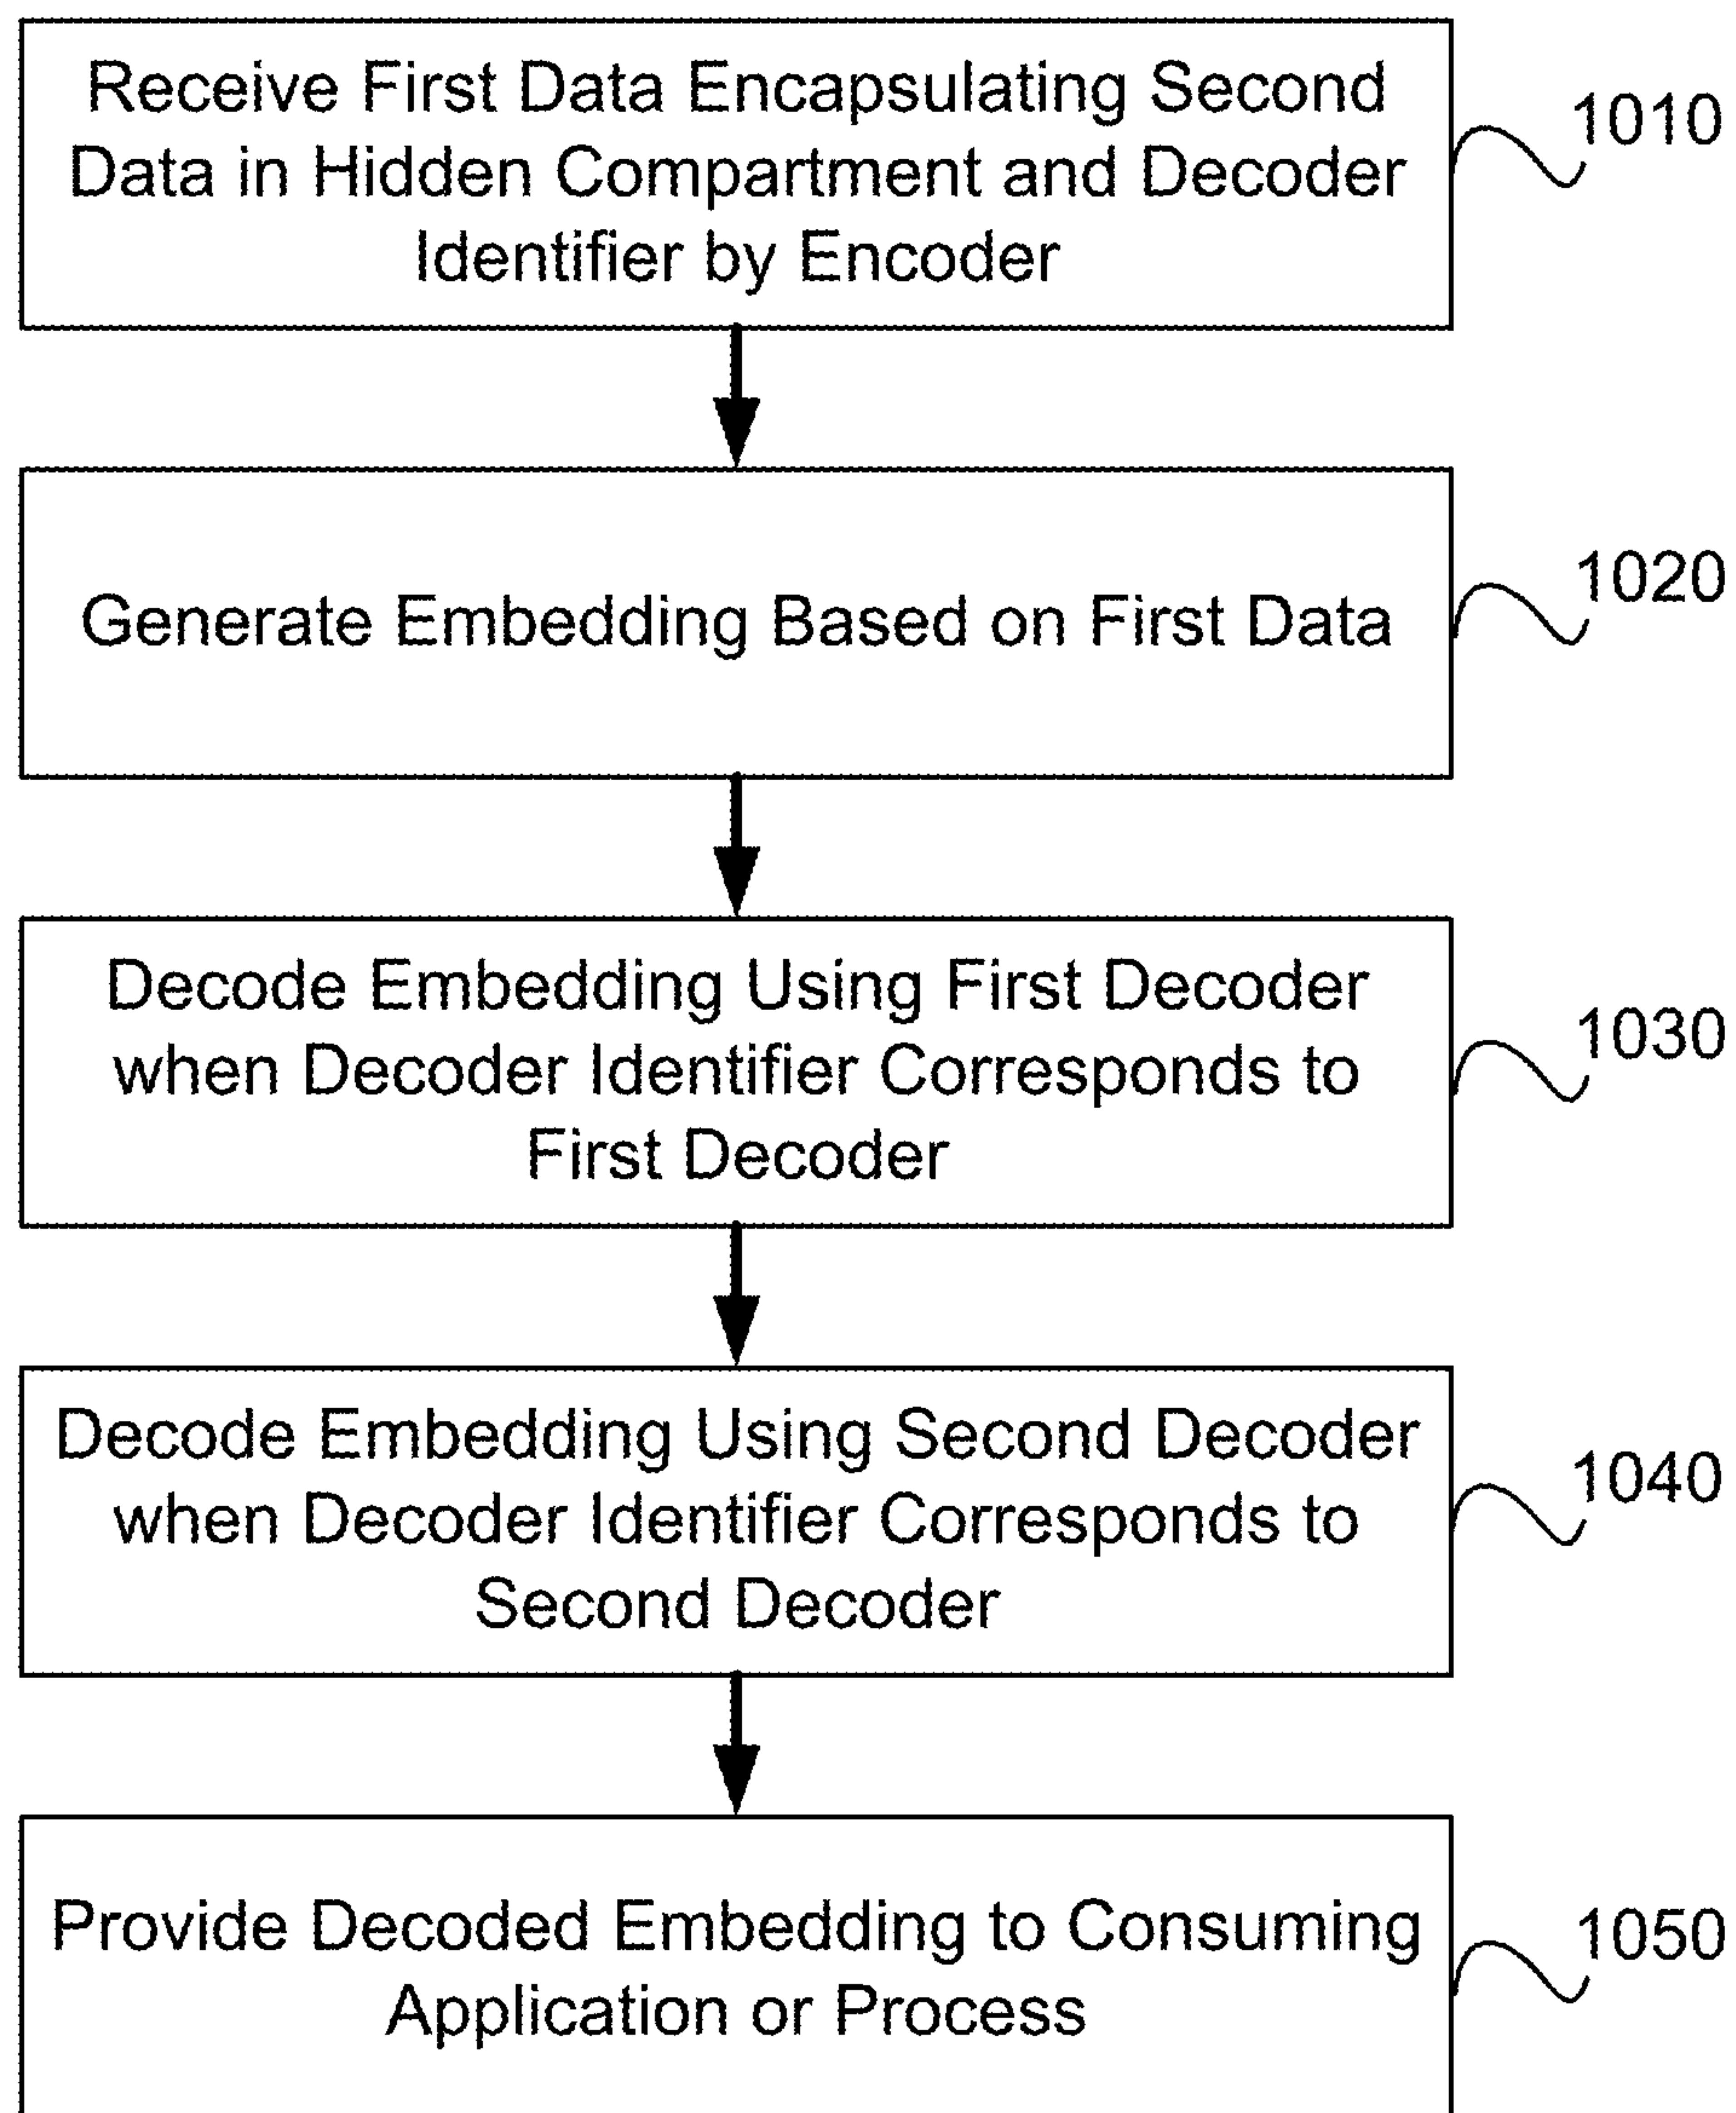 Receive First Data Encapsulating Second
Data in Hidden Compartment and Decoder
Identifier by Encoder
1010
Generate Embedding Based on First Data
1020
Decode Embedding Using First Decoder
when Decoder Identifier Corresponds to
First Decoder
1030
Decode Embedding Using Second Decoder
when Decoder Identifier Corresponds to
Second Decoder
1040
Provide Decoded Embedding to Consuming
Application or Process
1050